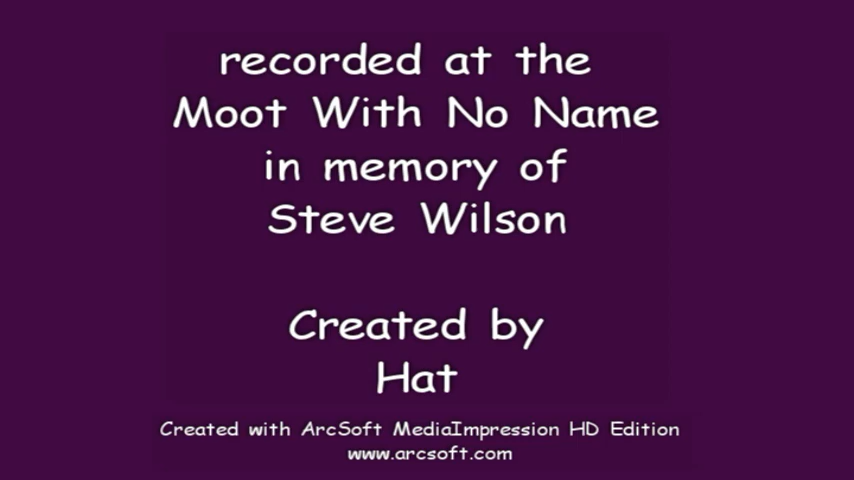 recorded at the
Moot With No Name
in memory of
Steve Wilson
Created by
Hat
Created with ArcSoft MediaImpression HD Edition
www.arcsoft.com